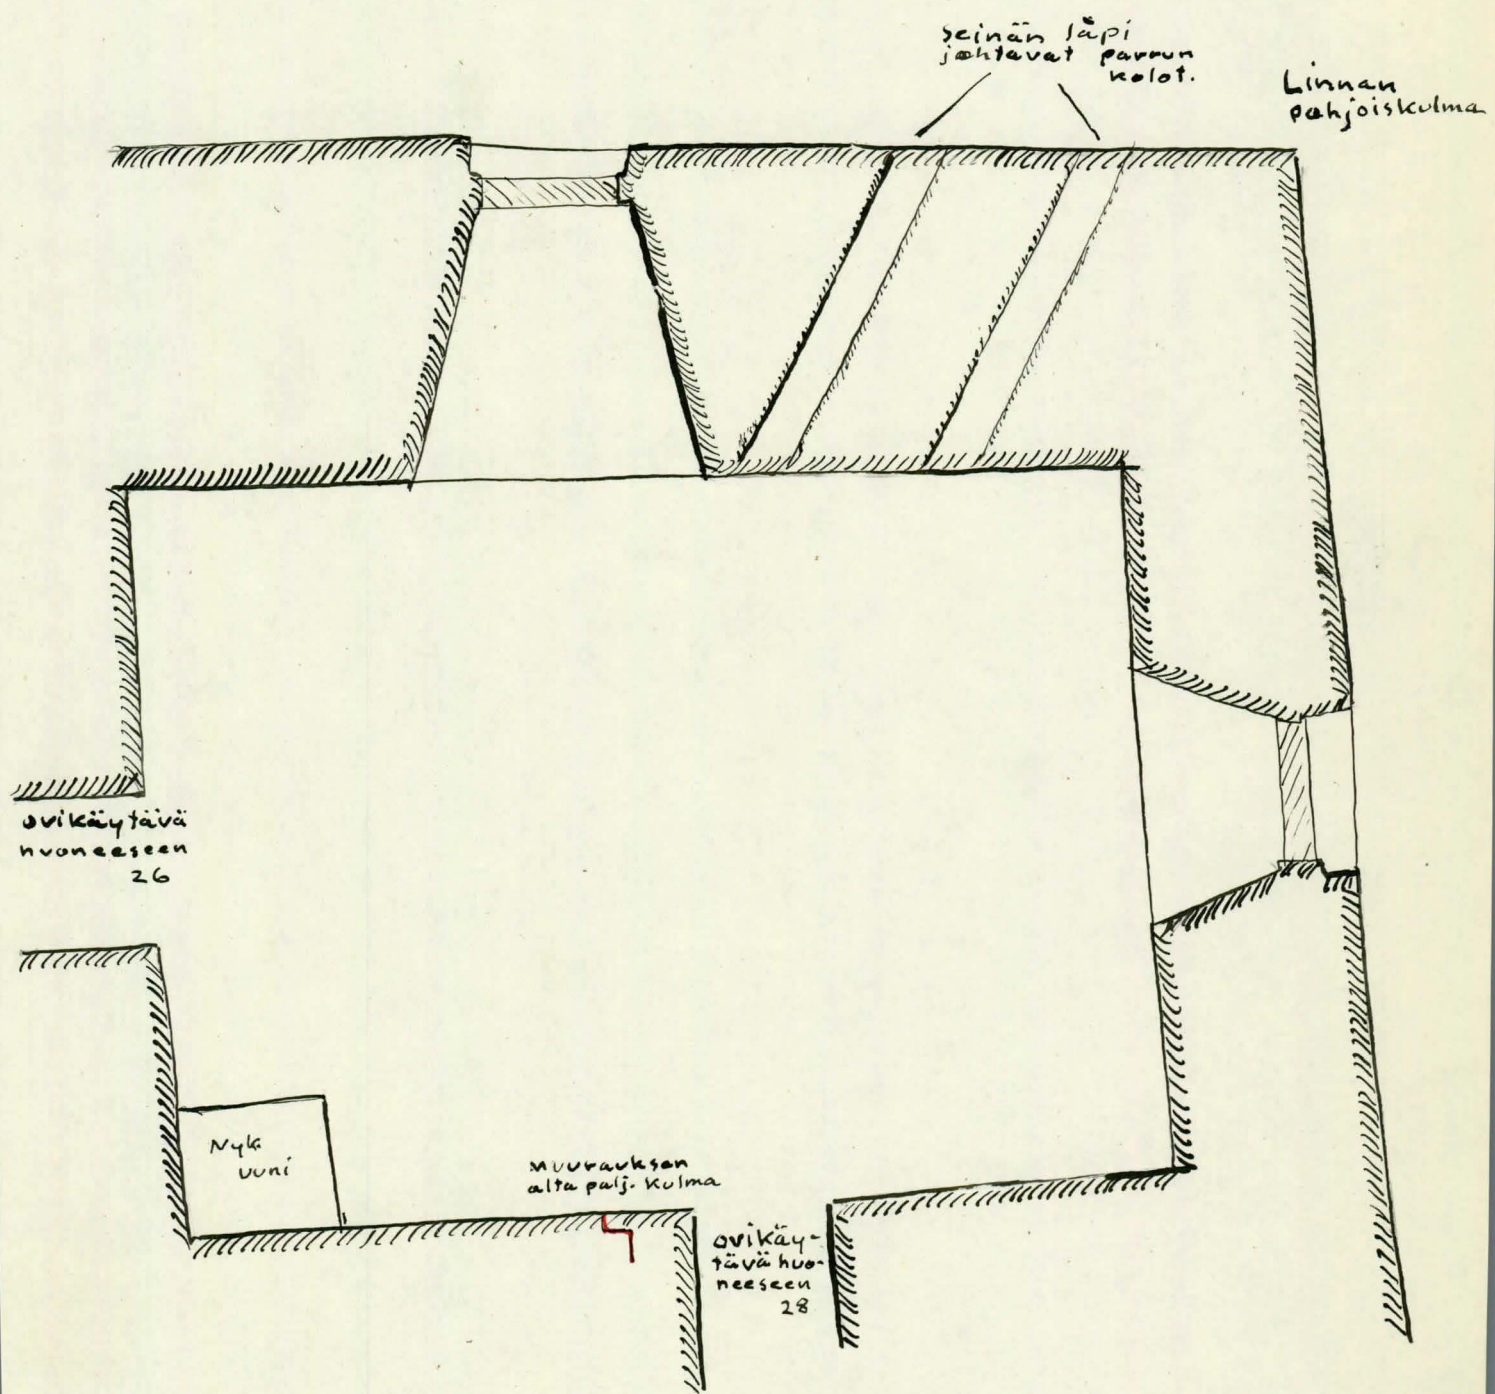 seinän läpi
johtavat parrun
kolot.
Linnan
pohjoiskulma
ovikäytävä
huoneeseen
26
Nyk.
uuni
Muurauksen
alta palj. kulma
ovikäy-
tävä huo-
neeseen
28